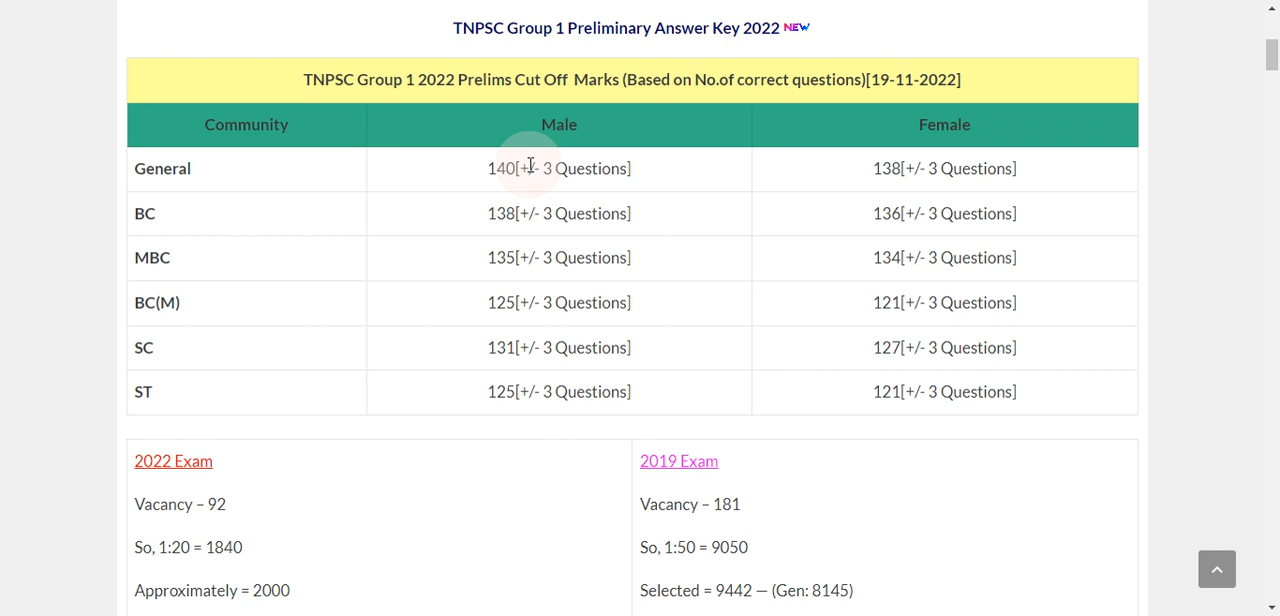 TNPSC Group 1 Preliminary Answer Key 2022 NEW
TNPSC Group 1 2022 Prelims Cut Off Marks (Based on No.of correct questions)[19-11-2022]
Community Male Female
General 140[+/- 3 Questions] 138[+/- 3 Questions]
BC 138[+/- 3 Questions] 136[+/- 3 Questions]
MBC 135[+/- 3 Questions] 134[+/- 3 Questions]
BC(M) 125[+/- 3 Questions] 121[+/- 3 Questions]
SC 131[+/- 3 Questions] 127[+/- 3 Questions]
ST 125[+/- 3 Questions] 121[+/- 3 Questions]
2022 Exam
Vacancy – 92
So, 1:20 = 1840
Approximately = 2000
2019 Exam
Vacancy – 181
So, 1:50 = 9050
Selected = 9442 — (Gen: 8145)